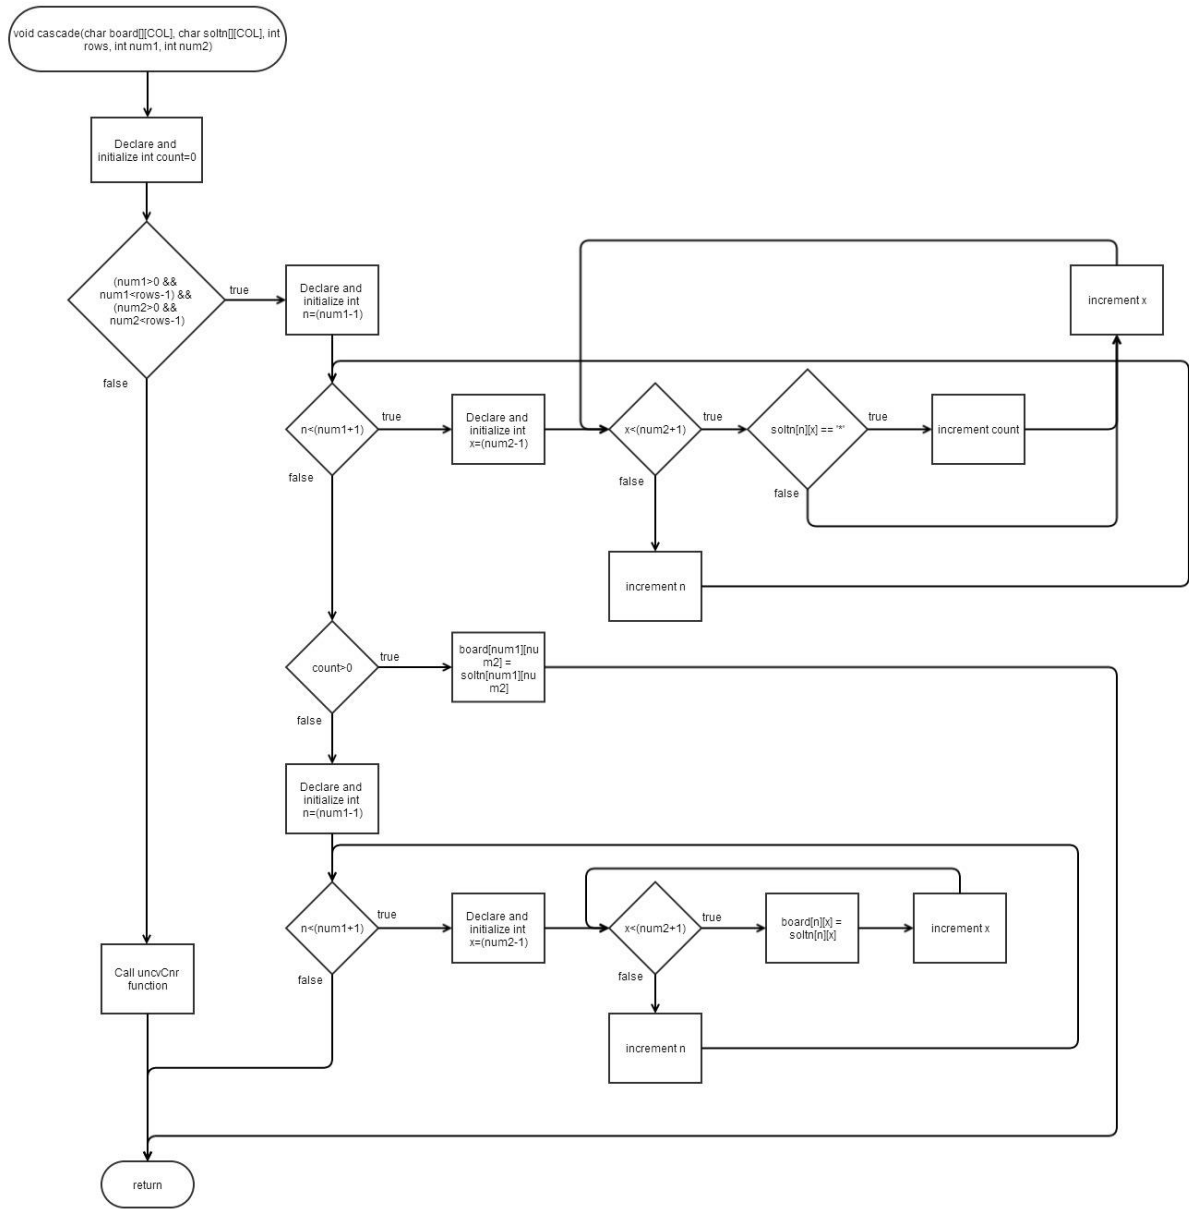 void cascade(char board[][COL], char soltn[][COL], int
rows, int num1, int num2)
Declare and
initialize int count=0
(num1>0 &&
num1<rows-1) &&
(num2>0 &&
num2<rows-1)
true
false
Declare and
initialize int
n=(num1-1)
increment x
n<(num1+1)
true
false
Declare and
initialize int
x=(num2-1)
x<(num2+1)
true
false
soltn[n][x] == '*'
true
false
increment count
increment n
count>0
true
false
board[num1][nu
m2] =
soltn[num1][nu
m2]
Declare and
initialize int
n=(num1-1)
n<(num1+1)
true
false
Declare and
initialize int
x=(num2-1)
x<(num2+1)
true
false
board[n][x] =
soltn[n][x]
increment x
increment n
Call uncvCnr
function
return